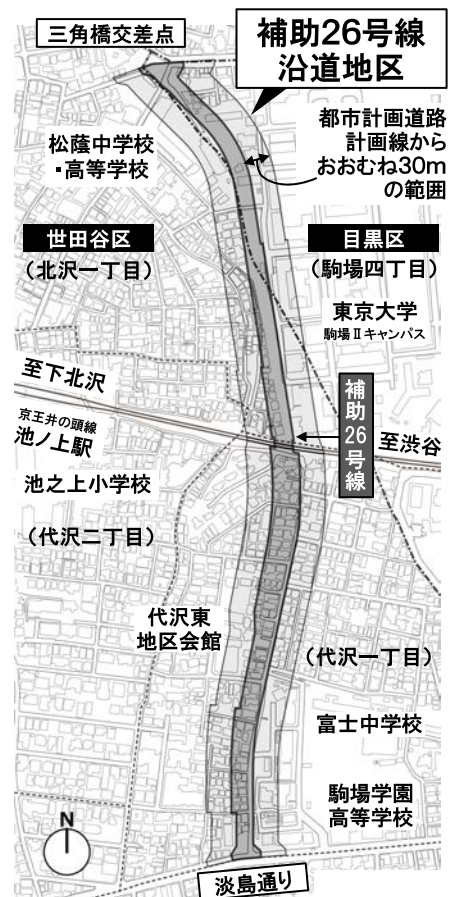 三角橋交差点
補助26号線
沿道地区
松蔭中学校
・高等学校
都市計画道路
計画線から
おおむね30m
の範囲
世田谷区
（北沢一丁目）
目黒区
（駒場四丁目）
東京大学
駒場Ⅱキャンパス
至下北沢
京王井の頭線
池ノ上駅
補助26号線
至渋谷
池之上小学校
（代沢二丁目）
代沢東
地区会館
（代沢一丁目）
富士中学校
駒場学園
高等学校
N
淡島通り